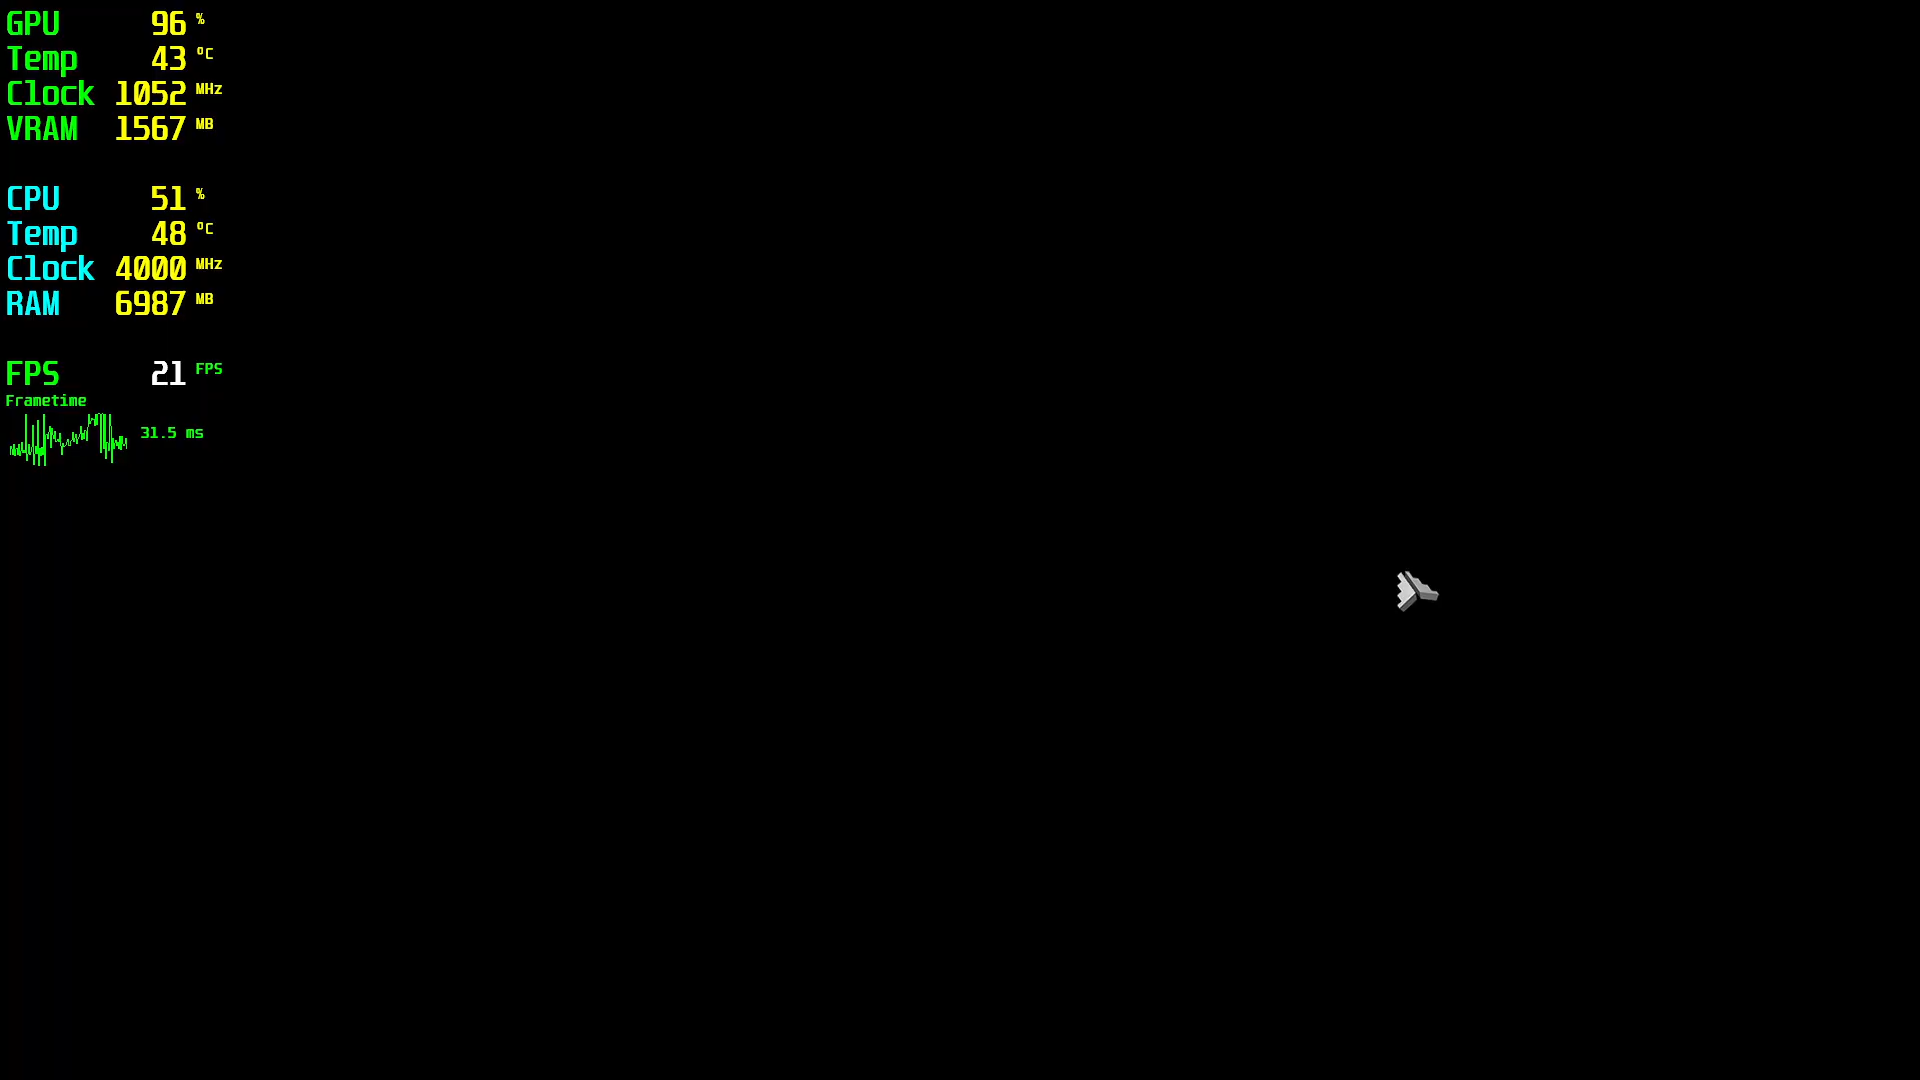 GPU 96 %
Temp 43 °C
Clock 1052 MHz
VRAM 1567 MB
CPU 51 %
Temp 48 °C
Clock 4000 MHz
RAM 6987 MB
FPS 21 FPS
Frametime
31.5 ms